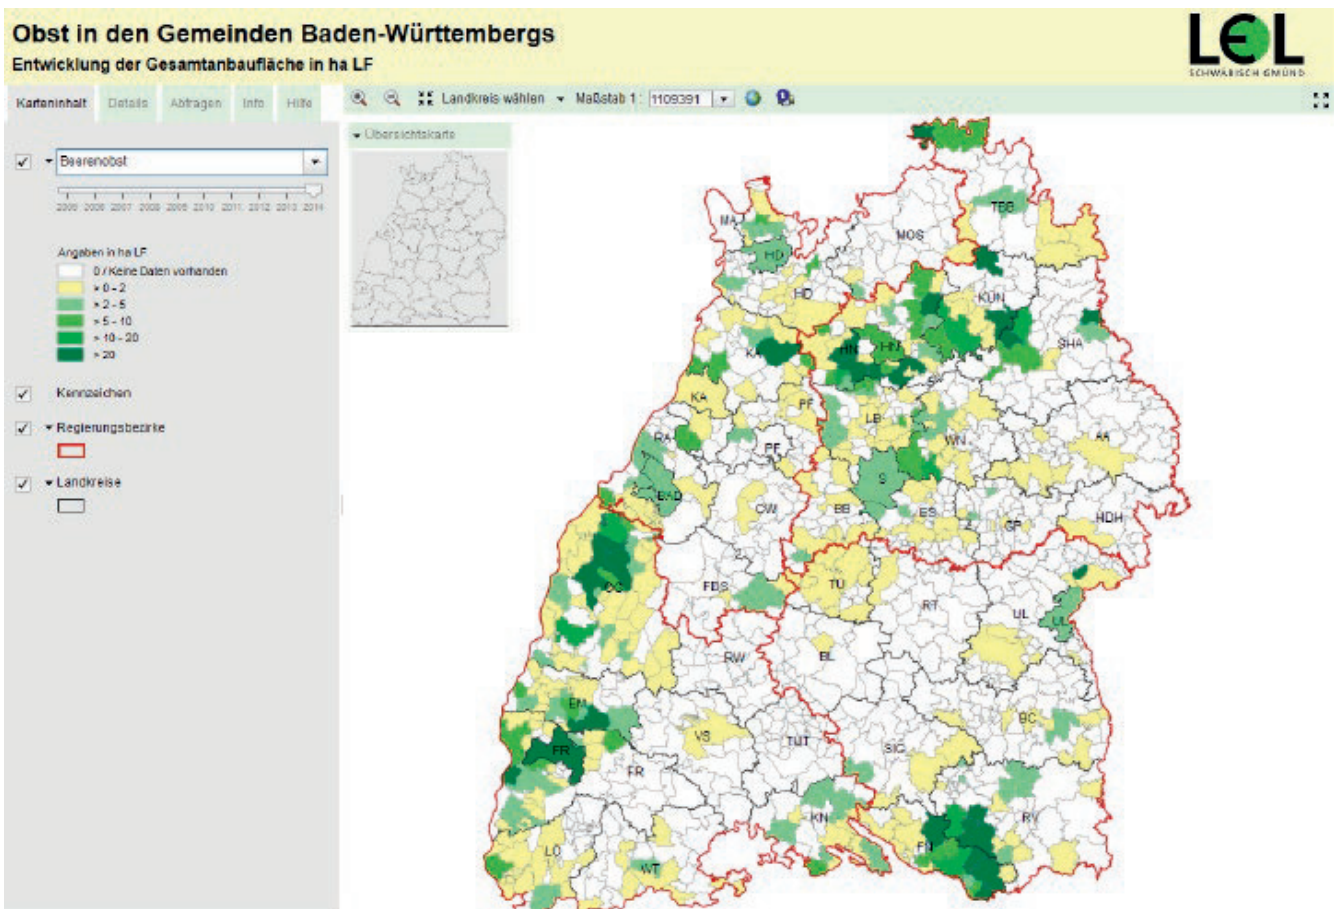 Obst in den Gemeinden Baden-Württembergs
Entwicklung der Gesamtanbaufläche in ha LF
LEL
SCHWÄBISCH GMÜND
Karteninhalt Details Abfragen Info Hilfe
Landkreis wählen Maßstab 1: 1109391
Übersichtskarte
Beerenobst
2005 2006 2007 2008 2009 2010 2011 2012 2013 2014
Angaben in ha LF
0 / Keine Daten vorhanden
> 0 - 2
> 2 - 5
> 5 - 10
> 10 - 20
> 20
Kennzeichen
Regierungsbezirke
Landkreise
TBB
MA
MOS
HD
HD
KÜN
KA
HN
HN
SHA
KA
PF
LB
WN
AA
RA
PF
S
BAD
CW
BB
ES
GP
HDH
OG
FDS
TÜ
RT
UL
UL
RW
BL
EM
VS
TUT
SIG
BC
FR
FR
KN
FN
RV
LÖ
WT